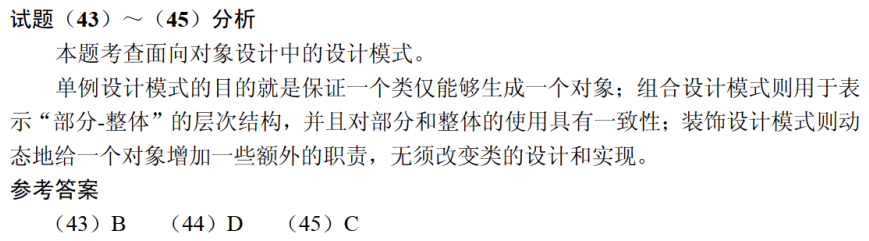 试题（43）～（45）分析
本题考查面向对象设计中的设计模式。
单例设计模式的目的就是保证一个类仅能够生成一个对象；组合设计模式则用于表
示“部分-整体”的层次结构，并且对部分和整体的使用具有一致性；装饰设计模式则动
态地给一个对象增加一些额外的职责，无须改变类的设计和实现。
参考答案
（43）B （44）D （45）C